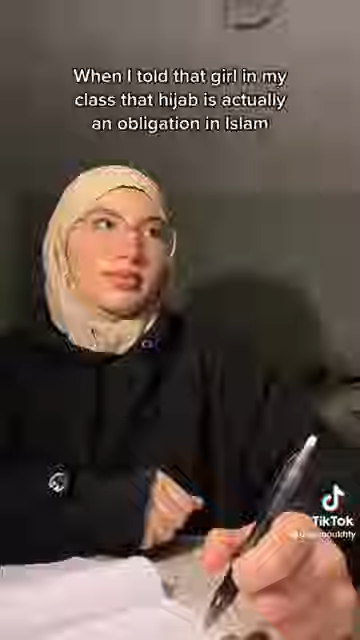 When I told that girl in my
class that hijab is actually
an obligation in Islam
TikTok